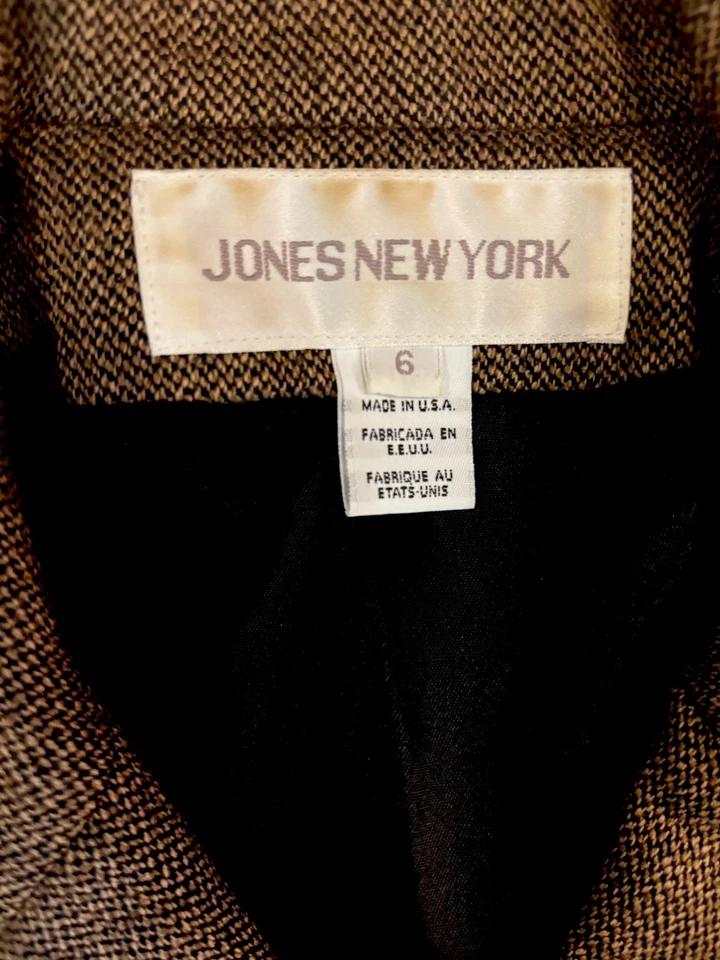 JONES NEW YORK
6
MADE IN U.S.A.
FABRICADA EN
E.E.U.U.
FABRIQUE AU
ETATS-UNIS